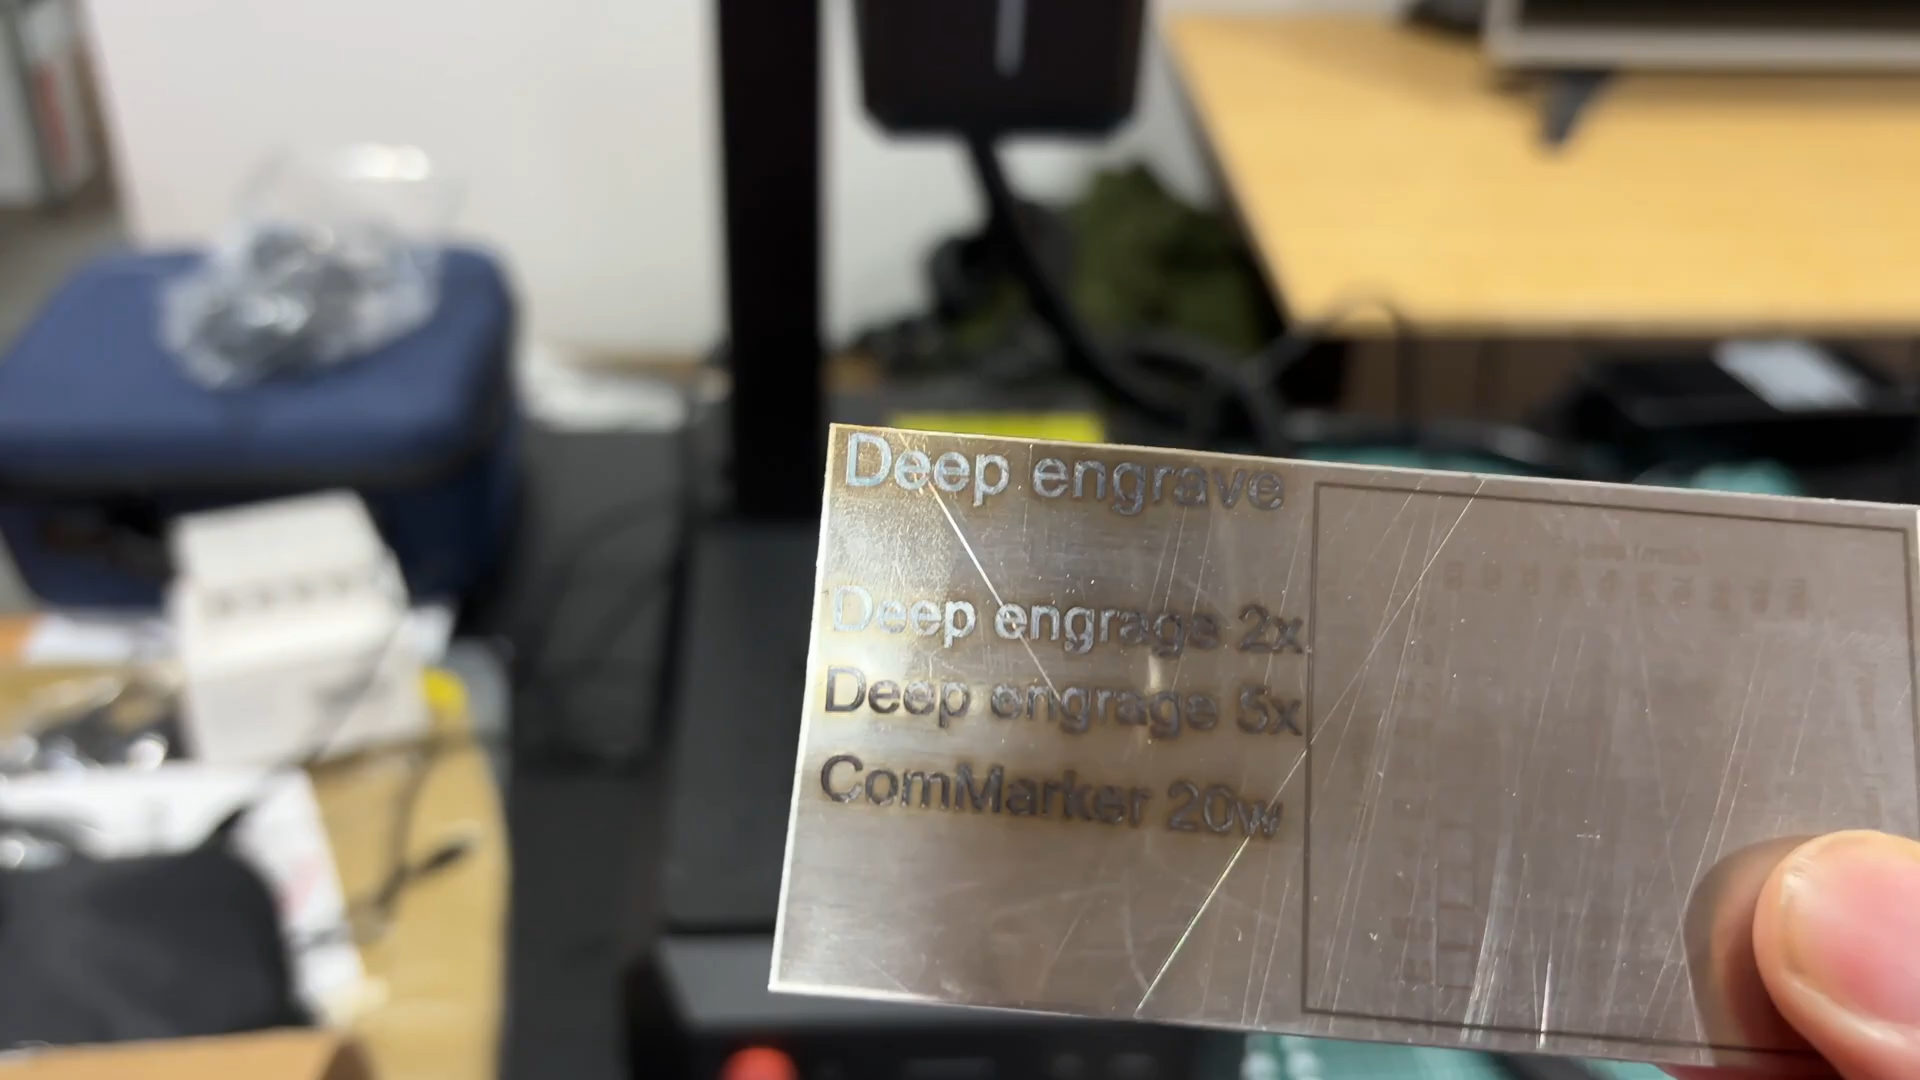 Deep engrave
Deep engrage 2x
Deep engrage 5x
ComMarker 20w